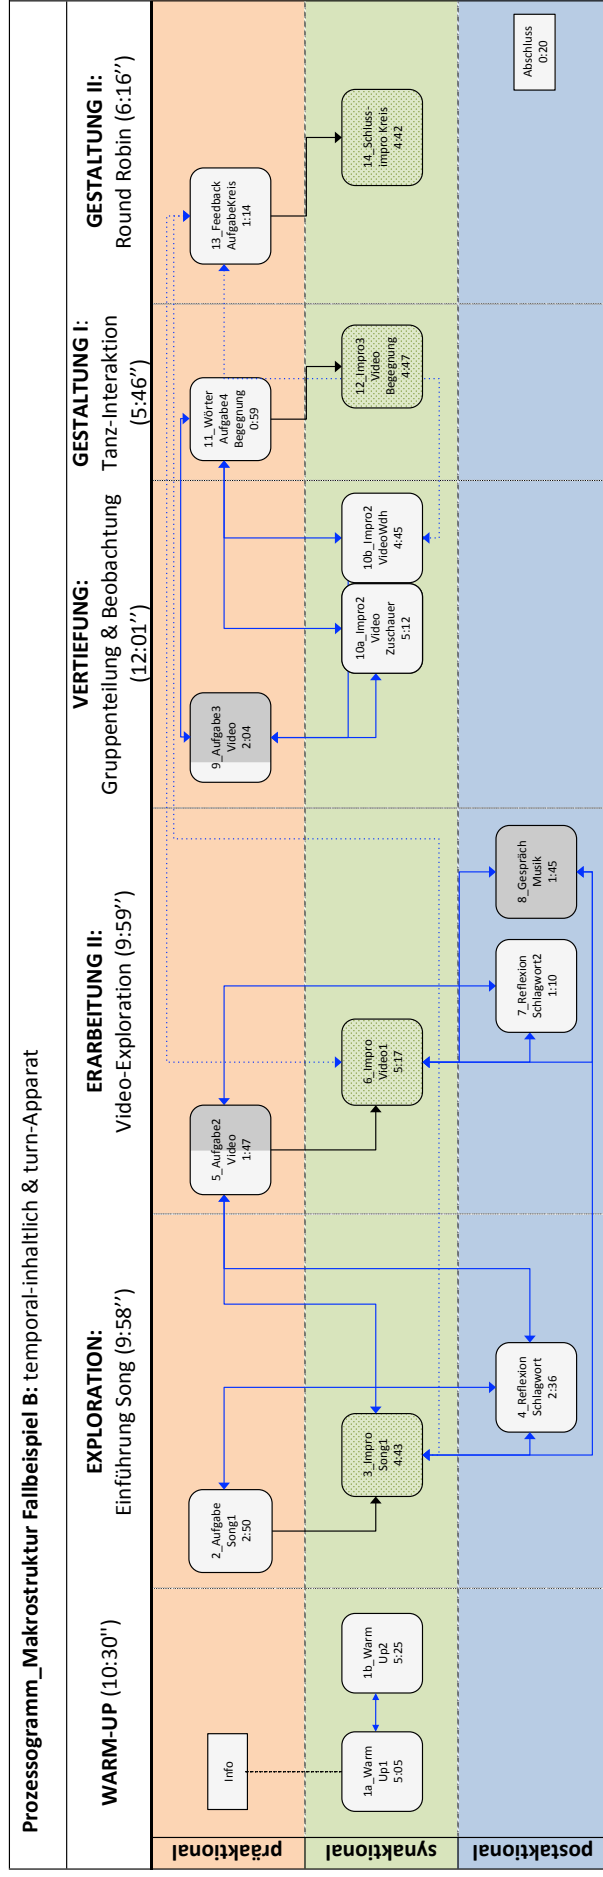 Prozessogramm_Makrostruktur Fallbeispiel B: temporal-inhaltlich & turn-Apparat
WARM-UP (10:30'')
EXPLORATION:
Einführung Song (9:58’’)
ERARBEITUNG II:
Video-Exploration (9:59’’)
VERTIEFUNG:
Gruppenteilung & Beobachtung
(12:01’’)
GESTALTUNG I:
Tanz-Interaktion
(5:46’’)
GESTALTUNG II:
Round Robin (6:16’’)
präaktional
Info
2_Aufgabe
Song1
2:50
5_Aufgabe2
Video
1:47
9_Aufgabe3
Video
2:04
11_Wörter
Aufgabe4
Begegnung
0:59
13_Feedback
AufgabeKreis
1:14
synaktional
1a_Warm
Up1
5:05
1b_Warm
Up2
5:25
3_Impro
Song1
4:43
6_Impro
Video1
5:17
10a_Impro2
Video
Zuschauer
5:12
10b_Impro2
VideoWdh
4:45
12_Impro3
Video
Begegnung
4:47
14_Schluss-
impro Kreis
4:42
postaktional
4_Reflexion
Schlagwort
2:36
7_Reflexion
Schlagwort2
1:10
8_Gespräch
Musik
1:45
Abschluss
0:20